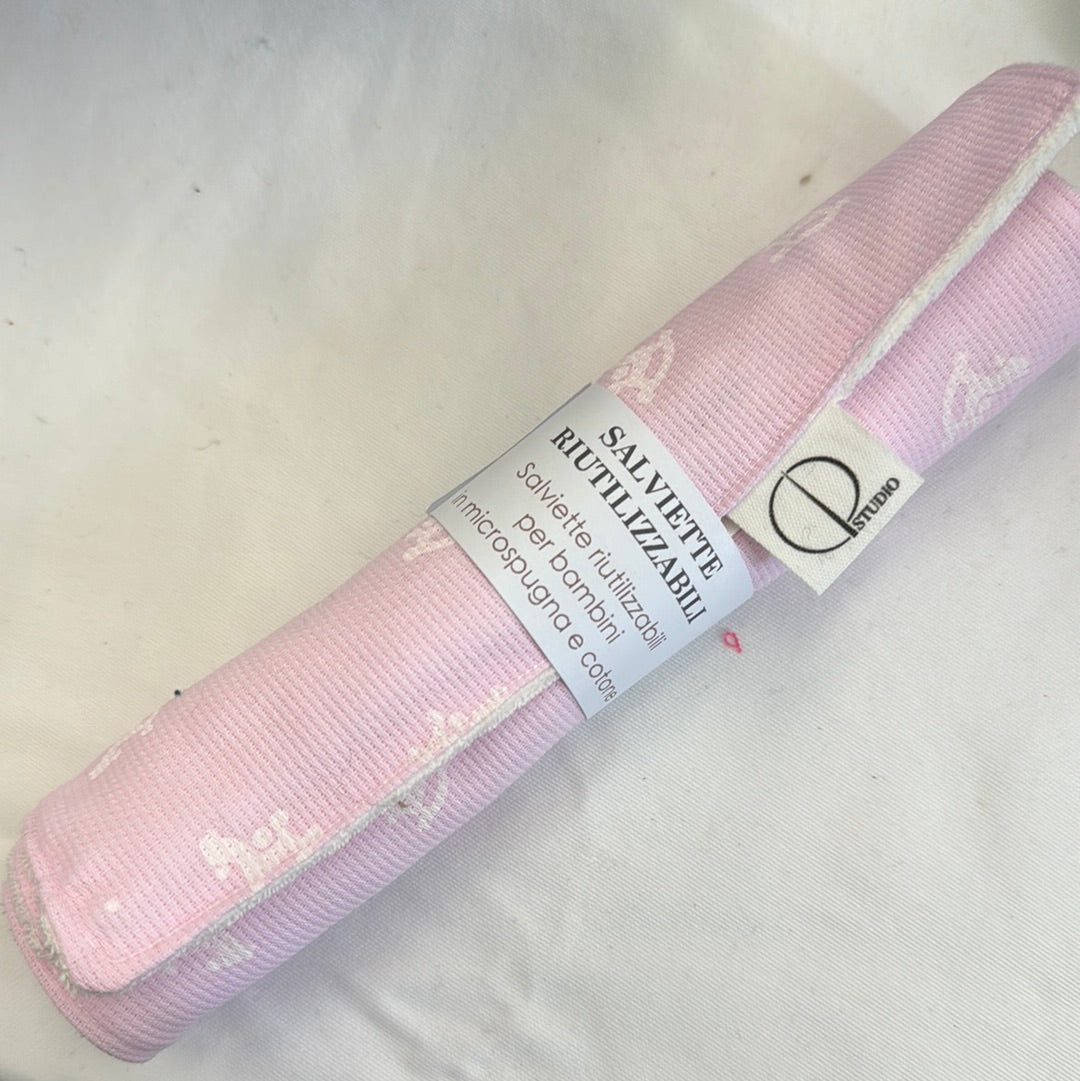 SALVIETTE
RIUTILIZZABILI
Salviette riutilizzabili
per bambini
in microspugna e cotone
STUDIO